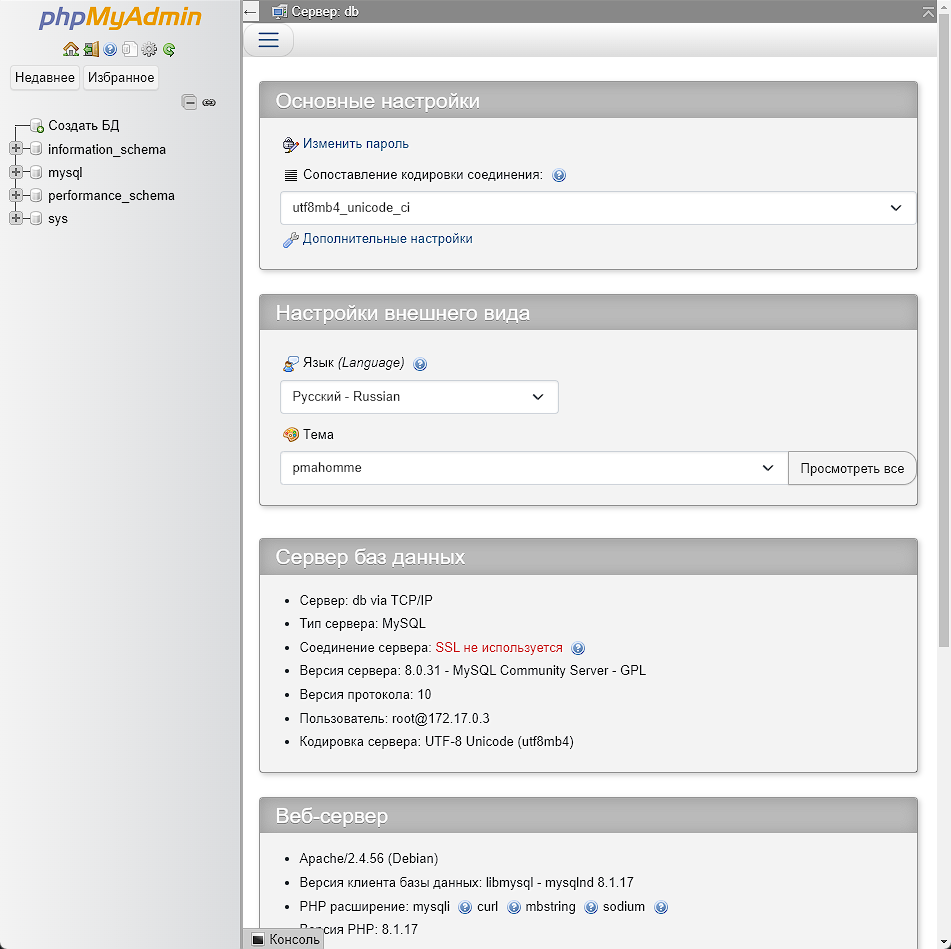 phpMyAdmin
Недавнее Избранное
Создать БД
information_schema
mysql
performance_schema
sys
Сервер: db
Основные настройки
Изменить пароль
Сопоставление кодировки соединения:
utf8mb4_unicode_ci
Дополнительные настройки
Настройки внешнего вида
Язык (Language)
Русский - Russian
Тема
pmahomme Просмотреть все
Сервер баз данных
Сервер: db via TCP/IP
Тип сервера: MySQL
Соединение сервера: SSL не используется
Версия сервера: 8.0.31 - MySQL Community Server - GPL
Версия протокола: 10
Пользователь: root@172.17.0.3
Кодировка сервера: UTF-8 Unicode (utf8mb4)
Веб-сервер
Apache/2.4.56 (Debian)
Версия клиента базы данных: libmysql - mysqlnd 8.1.17
PHP расширение: mysqli curl mbstring sodium
Версия PHP: 8.1.17
Консоль